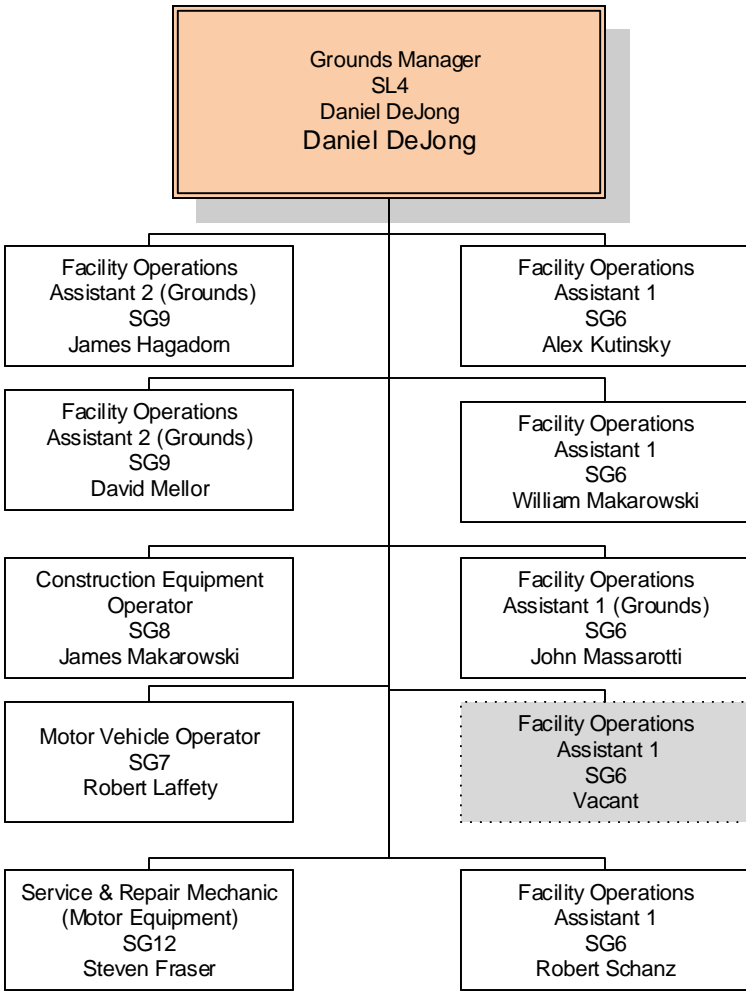 Grounds Manager
SL4
Daniel DeJong
Daniel DeJong
Facility Operations
Assistant 2 (Grounds)
SG9
James Hagadorn
Facility Operations
Assistant 1
SG6
Alex Kutinsky
Facility Operations
Assistant 2 (Grounds)
SG9
David Mellor
Facility Operations
Assistant 1
SG6
William Makarowski
Construction Equipment
Operator
SG8
James Makarowski
Facility Operations
Assistant 1 (Grounds)
SG6
John Massarotti
Motor Vehicle Operator
SG7
Robert Laffety
Facility Operations
Assistant 1
SG6
Vacant
Service & Repair Mechanic
(Motor Equipment)
SG12
Steven Fraser
Facility Operations
Assistant 1
SG6
Robert Schanz